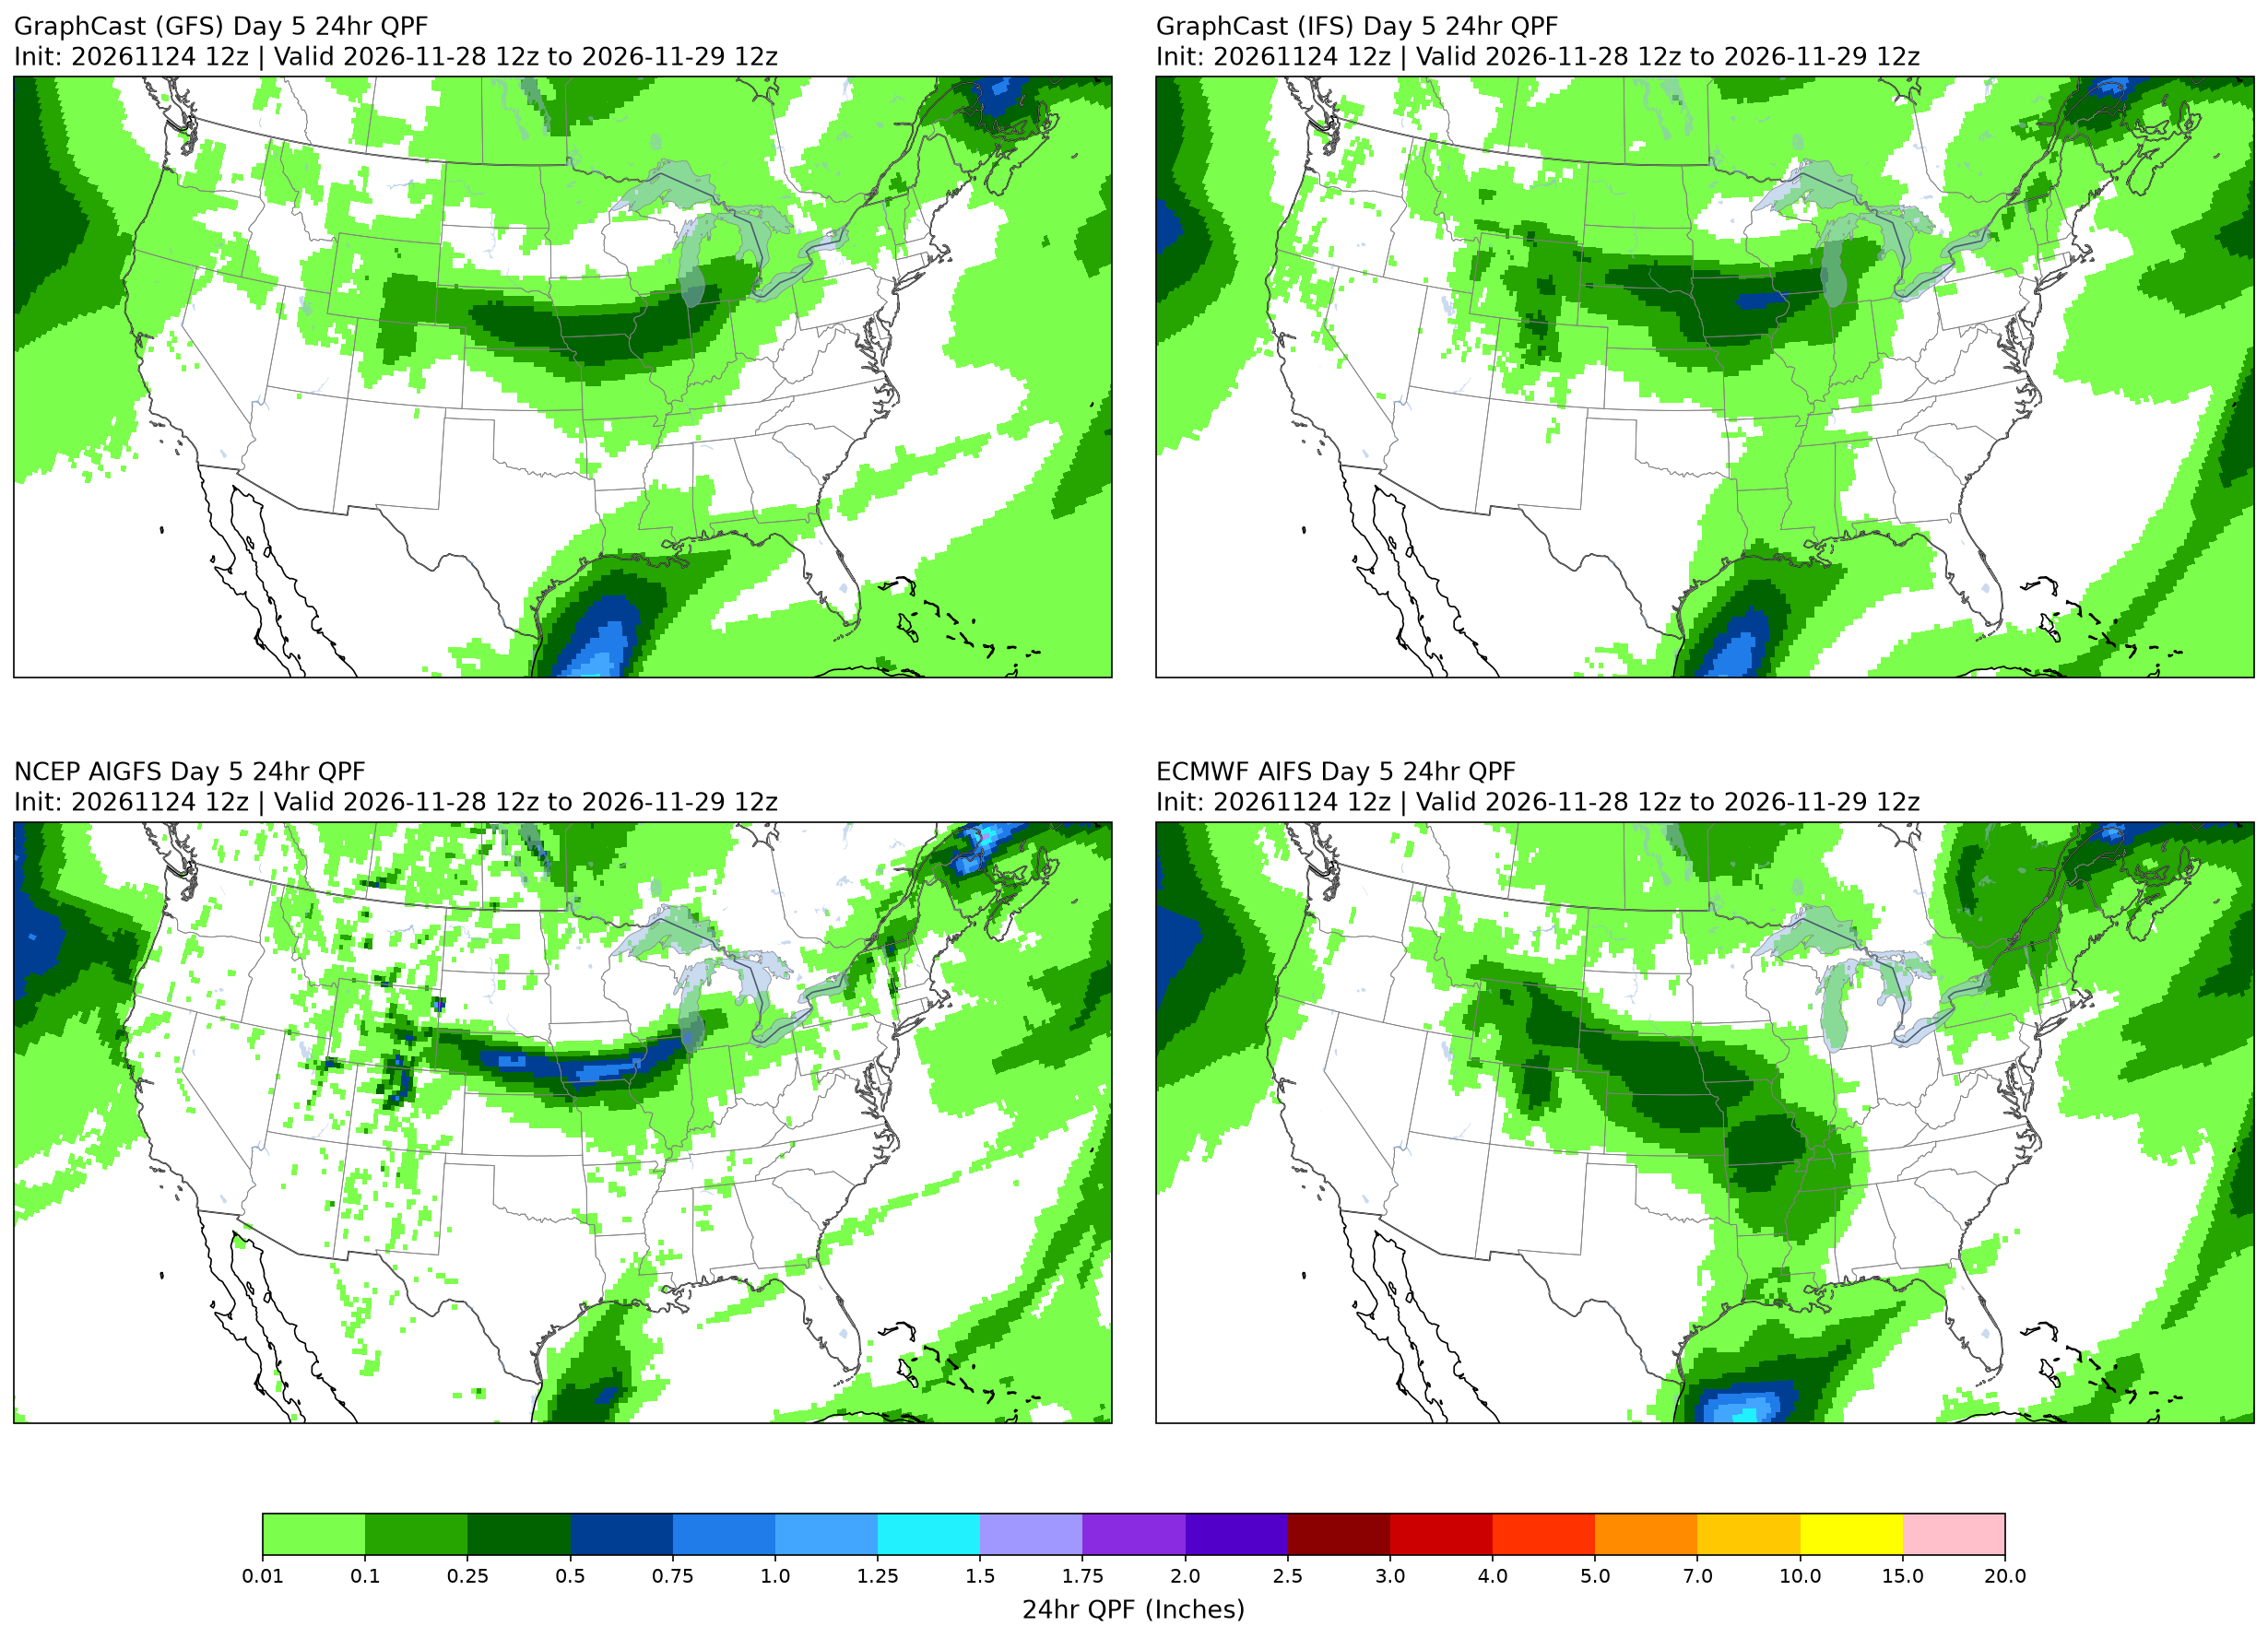 GraphCast (GFS) Day 5 24hr QPF
Init: 20261124 12z | Valid 2026-11-28 12z to 2026-11-29 12z
GraphCast (IFS) Day 5 24hr QPF
Init: 20261124 12z | Valid 2026-11-28 12z to 2026-11-29 12z
NCEP AIGFS Day 5 24hr QPF
Init: 20261124 12z | Valid 2026-11-28 12z to 2026-11-29 12z
ECMWF AIFS Day 5 24hr QPF
Init: 20261124 12z | Valid 2026-11-28 12z to 2026-11-29 12z
0.01 0.1 0.25 0.5 0.75 1.0 1.25 1.5 1.75 2.0 2.5 3.0 4.0 5.0 7.0 10.0 15.0 20.0
24hr QPF (Inches)